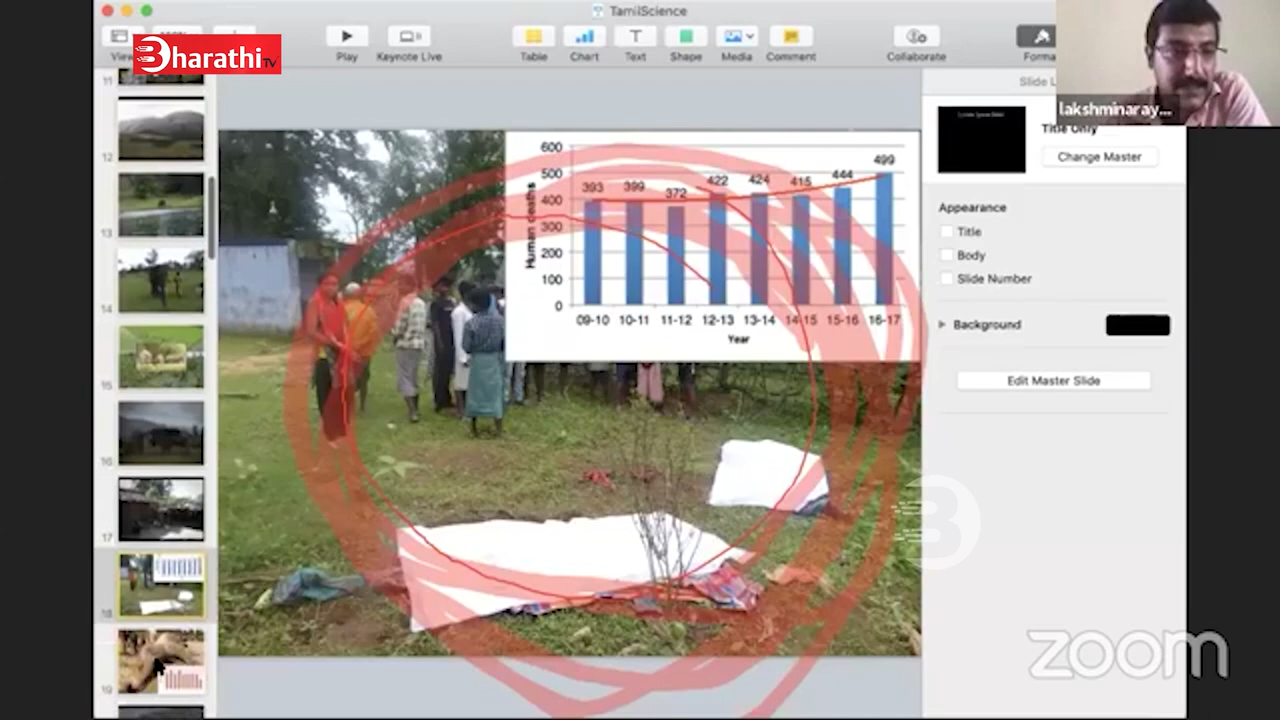 TamilScience
Bharathi TV
View
Play
Keynote Live
Table
Chart
Text
Shape
Media
Comment
Collaborate
Forma
Slide L
lakshminaray...
Title Only
Change Master
Appearance
Title
Body
Slide Number
Background
Edit Master Slide
11
12
13
14
15
16
17
18
19
600
500
400
300
200
100
0
Human deaths
393
399
372
422
424
415
444
499
09-10
10-11
11-12
12-13
13-14
14-15
15-16
16-17
Year
zoom